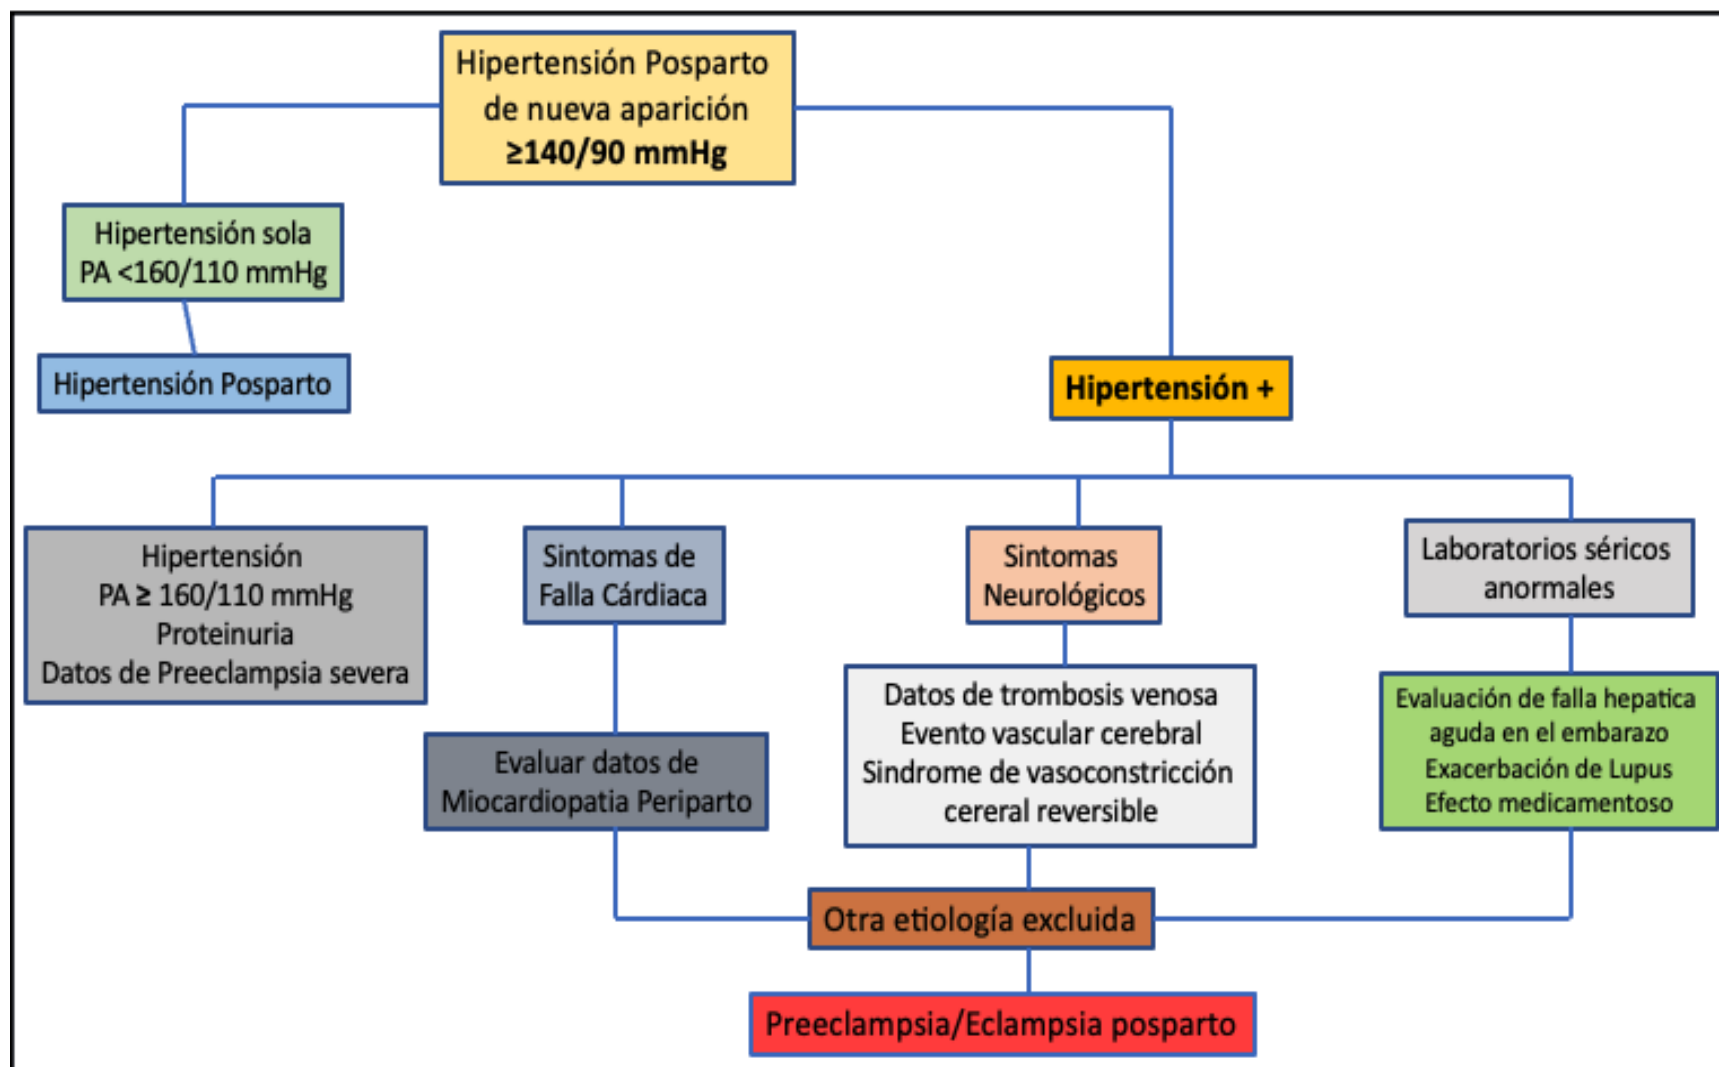 Hipertensión Posparto
de nueva aparición
≥140/90 mmHg
Hipertensión sola
PA <160/110 mmHg
Hipertensión Posparto
Hipertensión +
Hipertensión
PA ≥ 160/110 mmHg
Proteinuria
Datos de Preeclampsia severa
Sintomas de
Falla Cárdiaca
Sintomas
Neurológicos
Laboratorios séricos
anormales
Evaluar datos de
Miocardiopatia Periparto
Datos de trombosis venosa
Evento vascular cerebral
Sindrome de vasoconstricción
cereral reversible
Evaluación de falla hepatica
aguda en el embarazo
Exacerbación de Lupus
Efecto medicamentoso
Otra etiología excluida
Preeclampsia/Eclampsia posparto